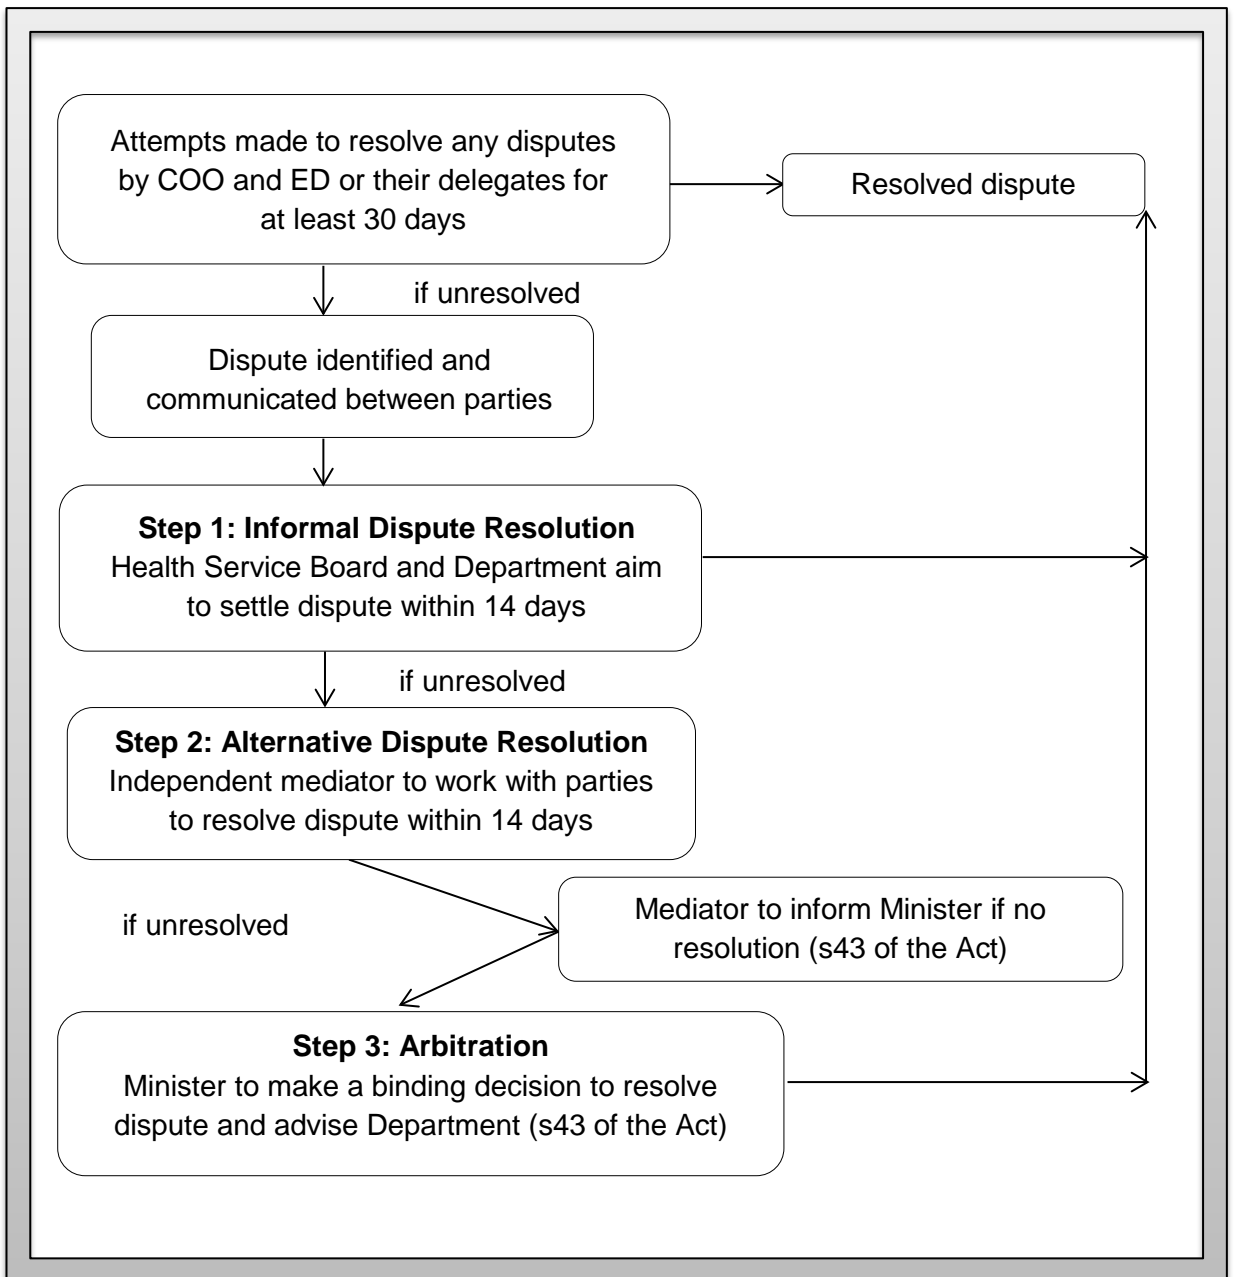 Attempts made to resolve any disputes
by COO and ED or their delegates for
at least 30 days
Resolved dispute
if unresolved
Dispute identified and
communicated between parties
Step 1: Informal Dispute Resolution
Health Service Board and Department aim
to settle dispute within 14 days
if unresolved
Step 2: Alternative Dispute Resolution
Independent mediator to work with parties
to resolve dispute within 14 days
if unresolved
Mediator to inform Minister if no
resolution (s43 of the Act)
Step 3: Arbitration
Minister to make a binding decision to resolve
dispute and advise Department (s43 of the Act)